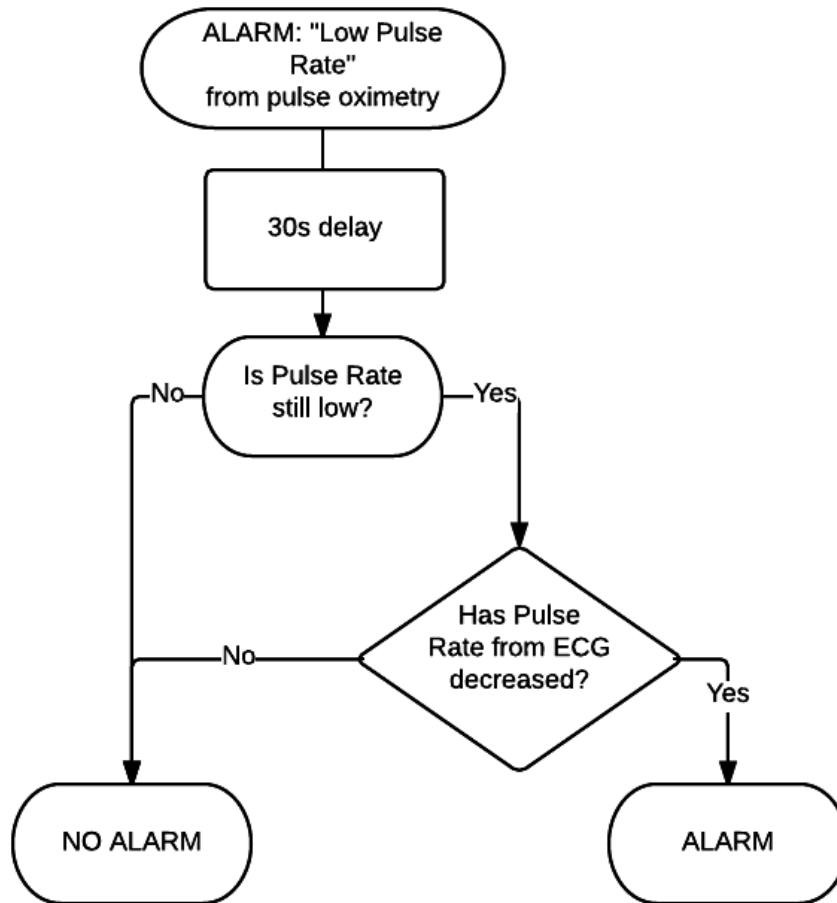 ALARM: "Low Pulse
Rate"
from pulse oximetry
30s delay
Is Pulse Rate
still low?
No
Yes
Has Pulse
Rate from ECG
decreased?
No
Yes
NO ALARM
ALARM